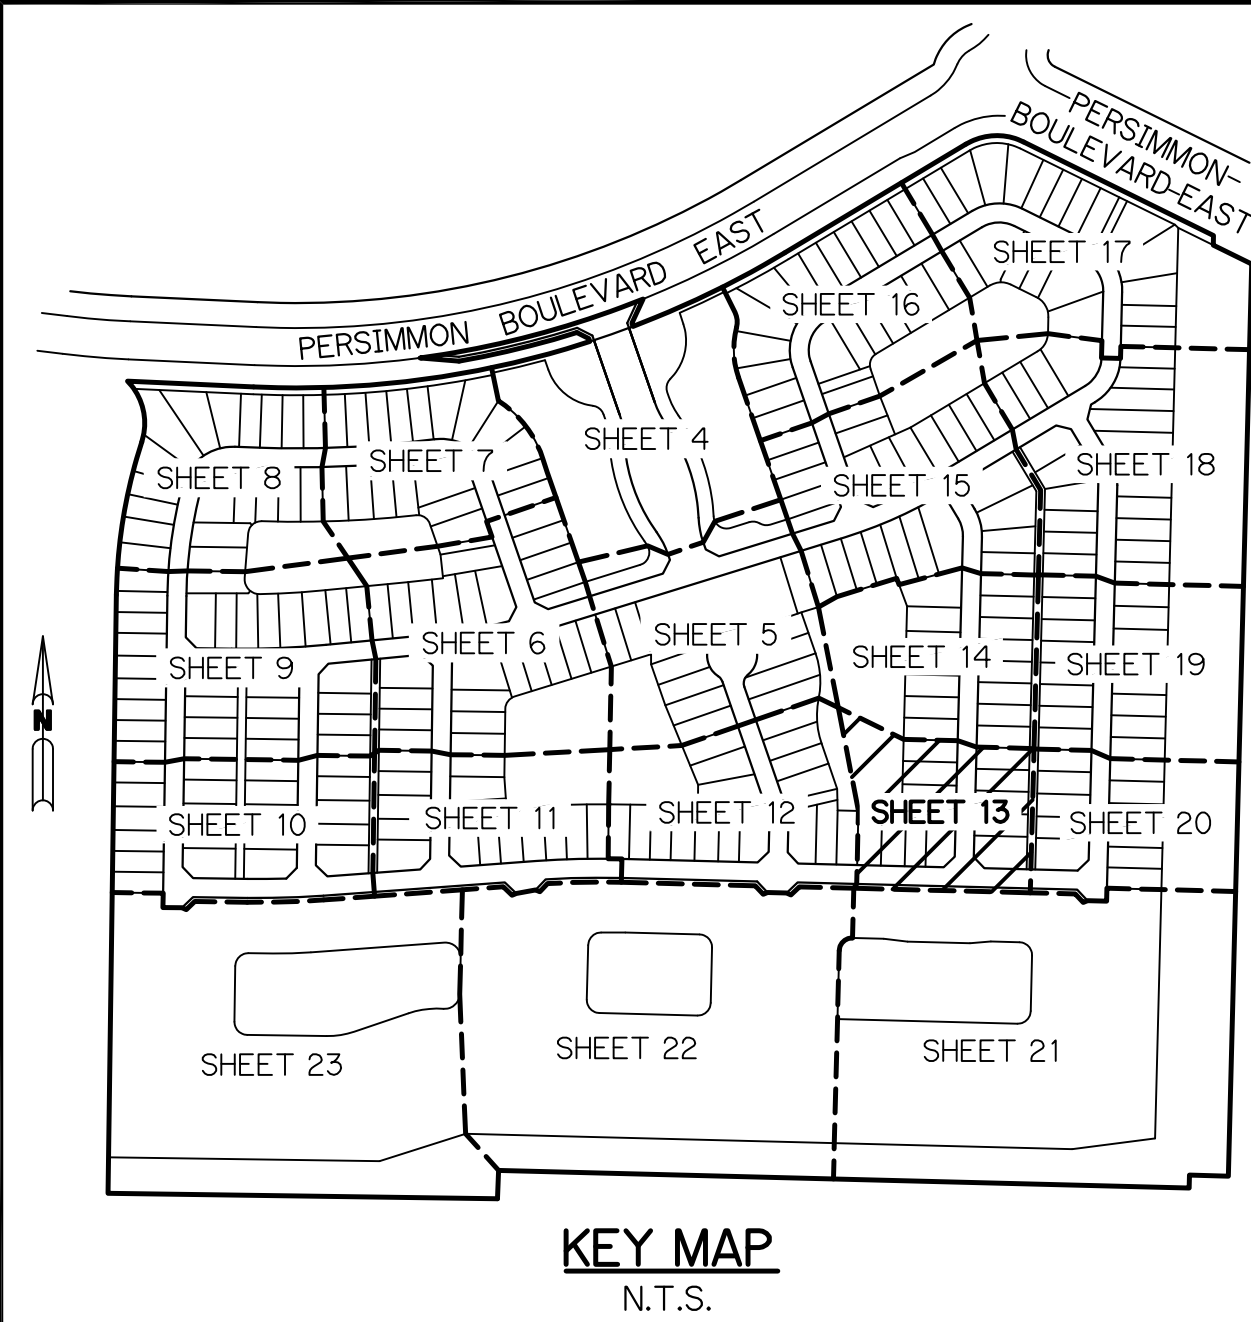 PERSIMMON-
BOULEVARD-EAST
PERSIMMON BOULEVARD EAST
SHEET 17
SHEET 16
SHEET 4
SHEET 7
SHEET 8
SHEET 15
SHEET 18
SHEET 5
SHEET 6
SHEET 14
SHEET 19
SHEET 9
N
SHEET 10
SHEET 11
SHEET 12
SHEET 13
SHEET 20
SHEET 23
SHEET 22
SHEET 21
KEY MAP
N.T.S.